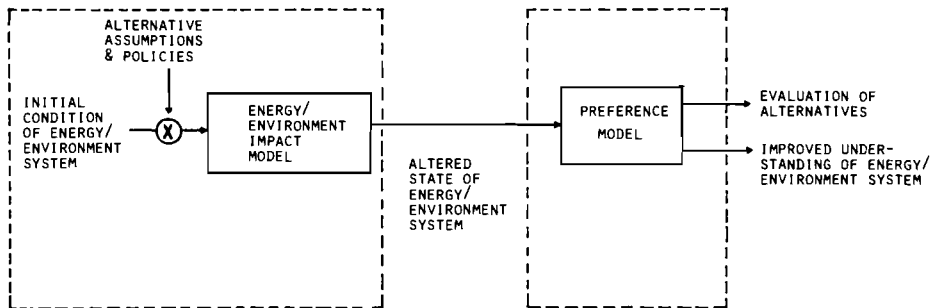 ALTERNATIVE
ASSUMPTIONS
& POLICIES
INITIAL
CONDITION
OF ENERGY/
ENVIRONMENT
SYSTEM
X
ENERGY/
ENVIRONMENT
IMPACT
MODEL
ALTERED
STATE OF
ENERGY/
ENVIRONMENT
SYSTEM
PREFERENCE
MODEL
EVALUATION OF
ALTERNATIVES
IMPROVED UNDER-
STANDING OF ENERGY/
ENVIRONMENT SYSTEM